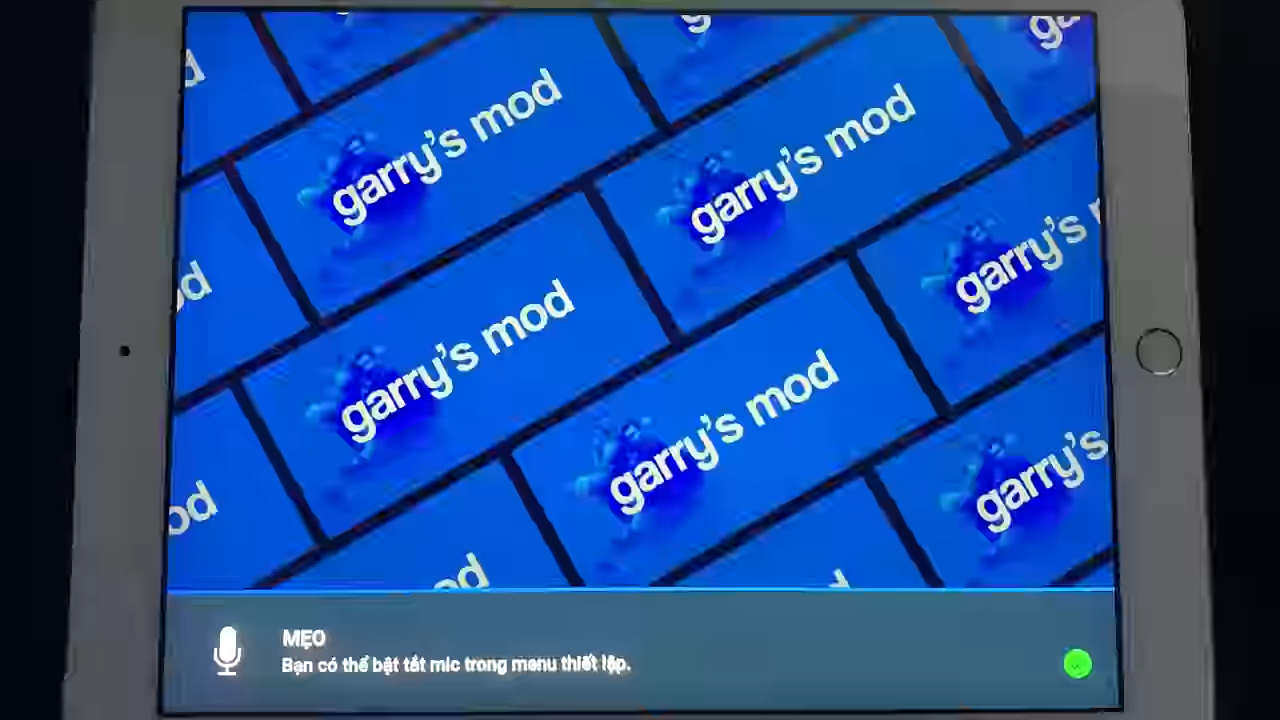 d
g
ga
garry's mod
garry's mod
od
garry's
garry's mod
garry's mod
od
garry's
od
MẸO
Bạn có thể bật tắt mic trong menu thiết lập.